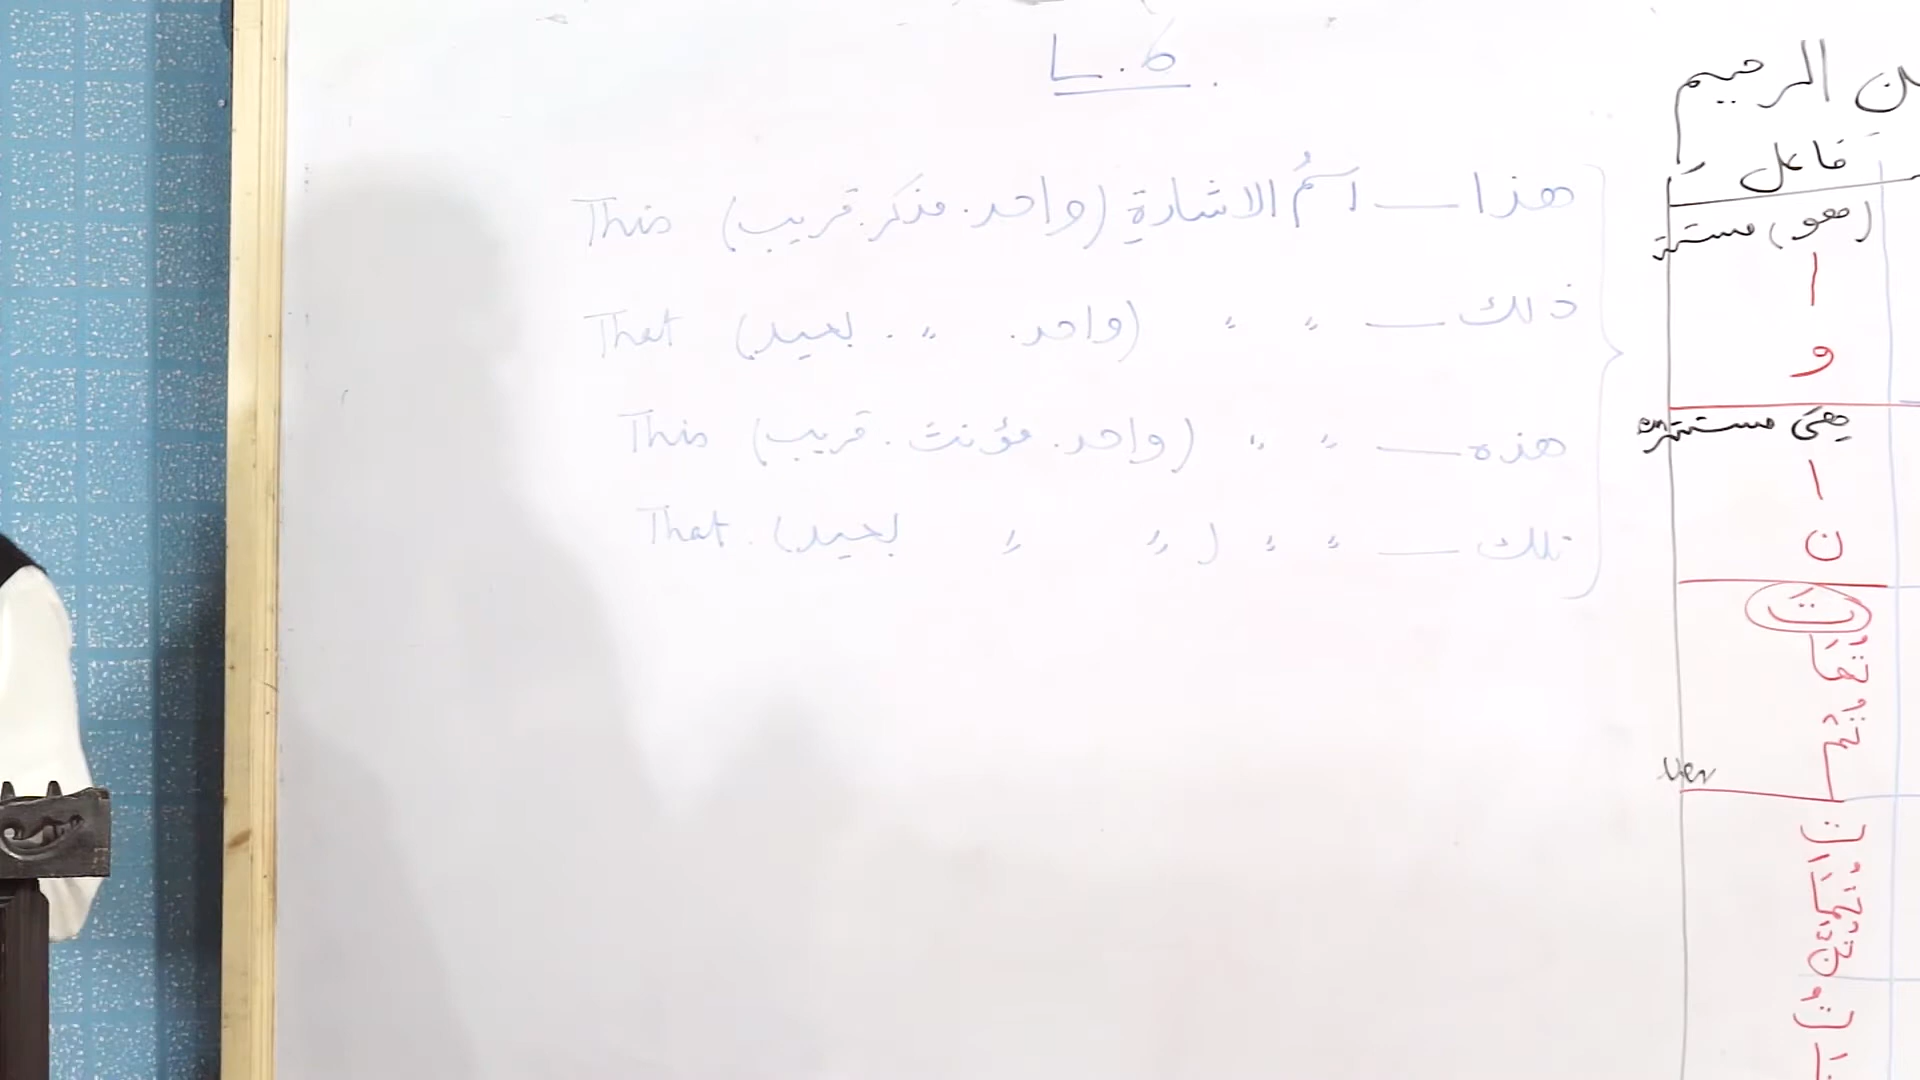 L.6
هذا — اسمُ الاشارةِ (واحد. مذكر. قريب) This
ذلك — 〃 〃 (واحد. 〃. بعيد) That
هذه — 〃 〃 (واحد. مؤنث. قريب) This
تلك — 〃 〃 (〃 〃 بعيد). That
ن الرحيم
فاعل
(هو) مستتر
ا
و
هي مستتر
ا
ن
تَ